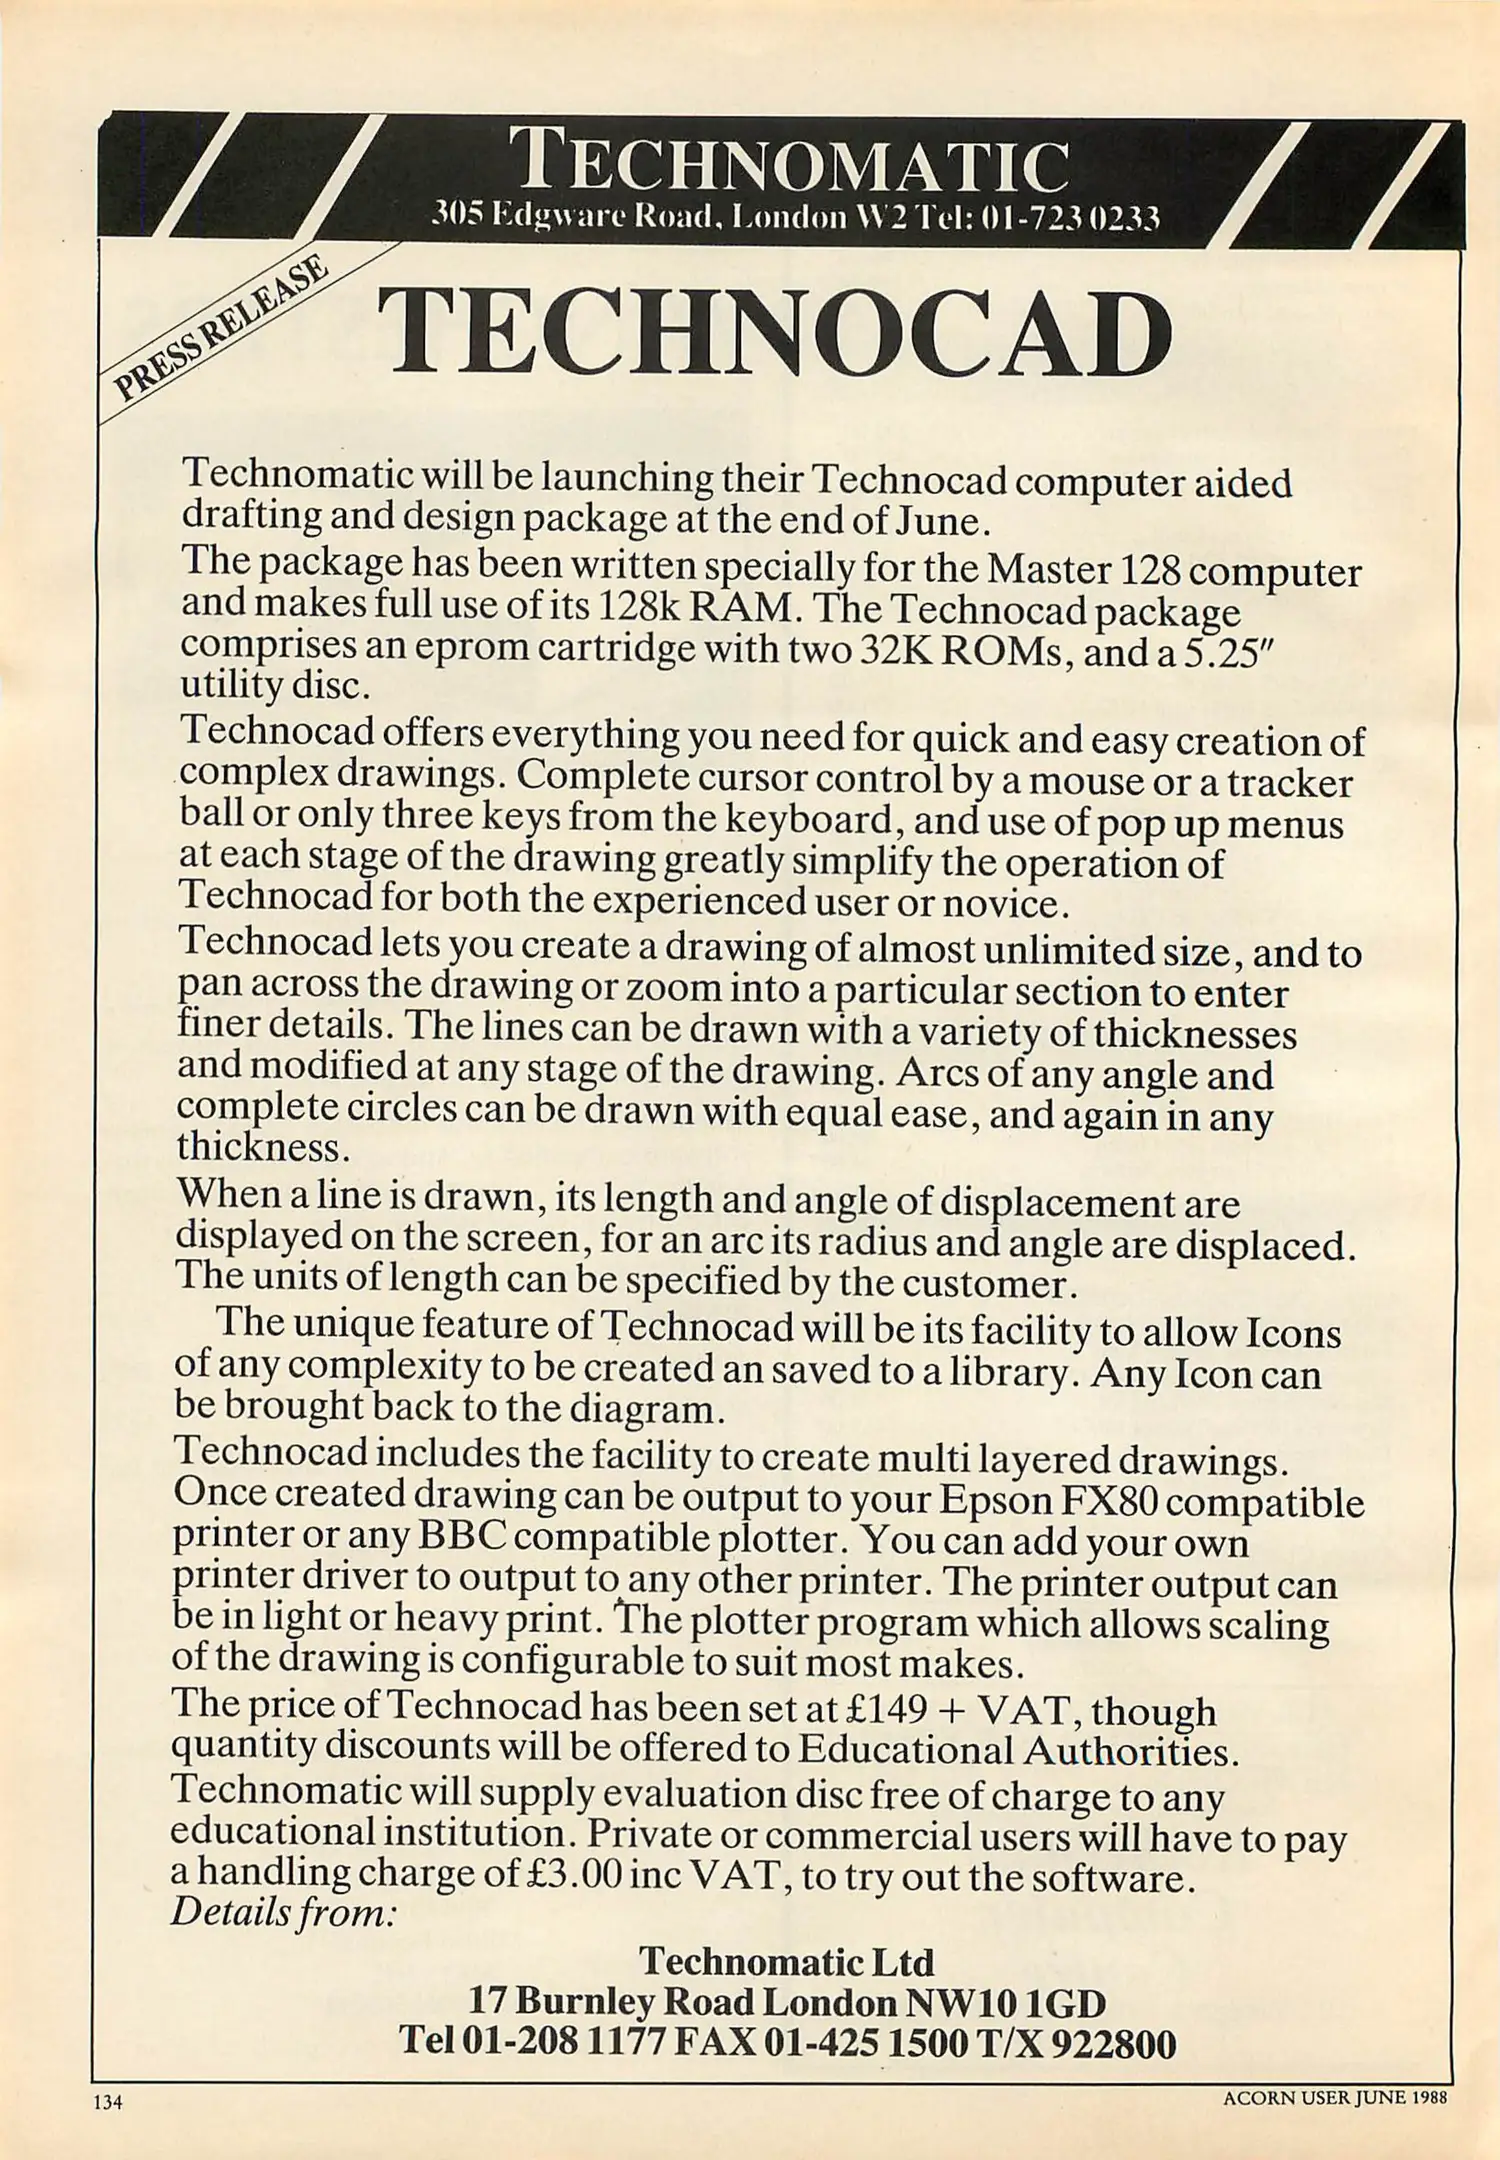 TECHNOMATIC
305 Edgware Road, London W2 Tel: 01-723 0233
PRESS RELEASE
TECHNOCAD
Technomatic will be launching their Technocad computer aided
drafting and design package at the end of June.
The package has been written specially for the Master 128 computer
and makes full use of its 128k RAM. The Technocad package
comprises an eprom cartridge with two 32K ROMs, and a 5.25"
utility disc.
Technocad offers everything you need for quick and easy creation of
complex drawings. Complete cursor control by a mouse or a tracker
ball or only three keys from the keyboard, and use of pop up menus
at each stage of the drawing greatly simplify the operation of
Technocad for both the experienced user or novice.
Technocad lets you create a drawing of almost unlimited size, and to
pan across the drawing or zoom into a particular section to enter
finer details. The lines can be drawn with a variety of thicknesses
and modified at any stage of the drawing. Arcs of any angle and
complete circles can be drawn with equal ease, and again in any
thickness.
When a line is drawn, its length and angle of displacement are
displayed on the screen, for an arc its radius and angle are displaced.
The units of length can be specified by the customer.
The unique feature of Technocad will be its facility to allow Icons
of any complexity to be created an saved to a library. Any Icon can
be brought back to the diagram.
Technocad includes the facility to create multi layered drawings.
Once created drawing can be output to your Epson FX80 compatible
printer or any BBC compatible plotter. You can add your own
printer driver to output to any other printer. The printer output can
be in light or heavy print. The plotter program which allows scaling
of the drawing is configurable to suit most makes.
The price of Technocad has been set at £149 + VAT, though
quantity discounts will be offered to Educational Authorities.
Technomatic will supply evaluation disc free of charge to any
educational institution. Private or commercial users will have to pay
a handling charge of £3.00 inc VAT, to try out the software.
Details from:
Technomatic Ltd
17 Burnley Road London NW10 1GD
Tel 01-208 1177 FAX 01-425 1500 T/X 922800
134
ACORN USER JUNE 1988